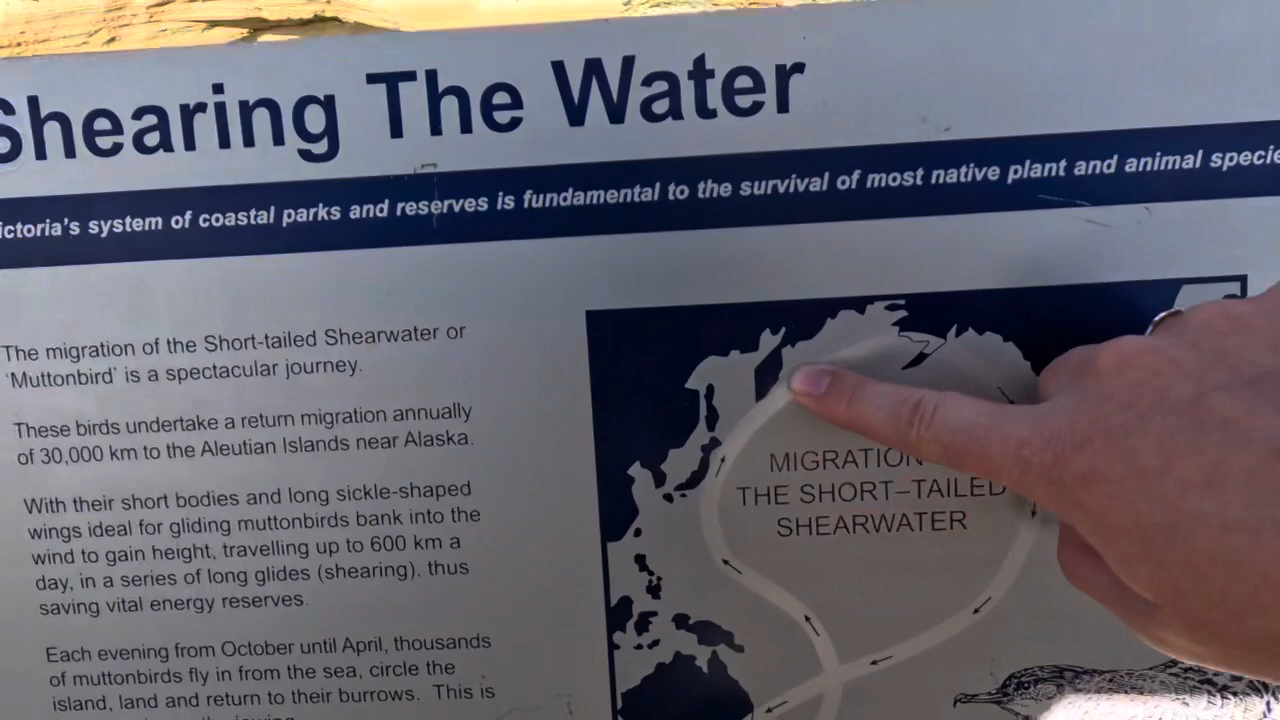 Shearing The Water
ictoria's system of coastal parks and reserves is fundamental to the survival of most native plant and animal specie
The migration of the Short-tailed Shearwater or
'Muttonbird' is a spectacular journey.
These birds undertake a return migration annually
of 30,000 km to the Aleutian Islands near Alaska.
With their short bodies and long sickle-shaped
wings ideal for gliding muttonbirds bank into the
wind to gain height, travelling up to 600 km a
day, in a series of long glides (shearing), thus
saving vital energy reserves.
Each evening from October until April, thousands
of muttonbirds fly in from the sea, circle the
island, land and return to their burrows. This is
MIGRATION
THE SHORT–TAILED
SHEARWATER